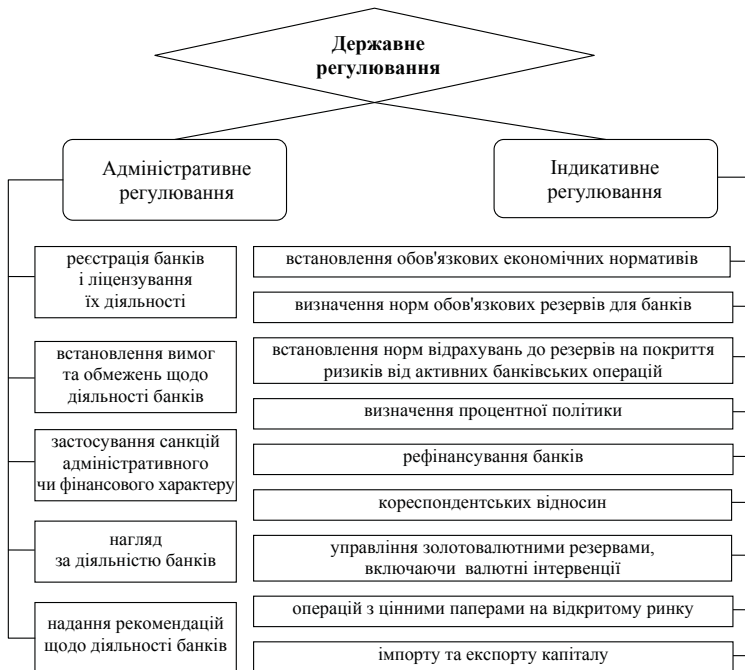 Державне
регулювання
Адміністративне
регулювання
Індикативне
регулювання
реєстрація банків
і ліцензування
їх діяльності
встановлення вимог
та обмежень щодо
діяльності банків
застосування санкцій
адміністративного
чи фінансового характеру
нагляд
за діяльністю банків
надання рекомендацій
щодо діяльності банків
встановлення обов'язкових економічних нормативів
визначення норм обов'язкових резервів для банків
встановлення норм відрахувань до резервів на покриття
ризиків від активних банківських операцій
визначення процентної політики
рефінансування банків
кореспондентських відносин
управління золотовалютними резервами,
включаючи валютні інтервенції
операцій з цінними паперами на відкритому ринку
імпорту та експорту капіталу